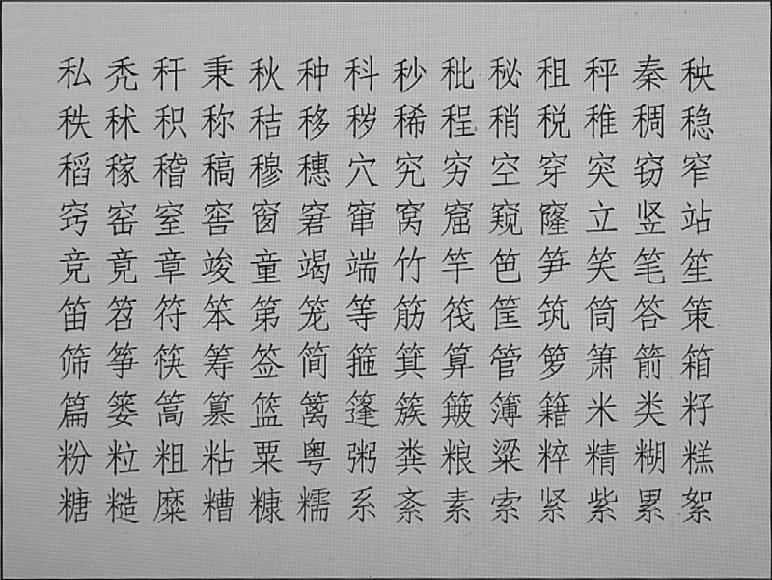 私秃秆秉秋种科秒秕秘租秤秦秧
秩秫积称秸移秽稀程稍税稚稠稳
稻稼稽稿穆穗穴究穷空穿突窃窄
窍窑窒窖窗窘窜窝窟窥窿立竖站
竞竟章竣童竭端竹竿笆笋笑笔笙
笛笤符笨第笼等筋筏筐筑筒答策
筛筝筷筹签简箍箕算管箩箫箭箱
篇篓篙篡篮篱篷簇簸簿籍米类籽
粉粒粗粘粟粤粥粪粮粱粹精糊糕
糖糙糜糟糠糯系紊素索紧紫累絮